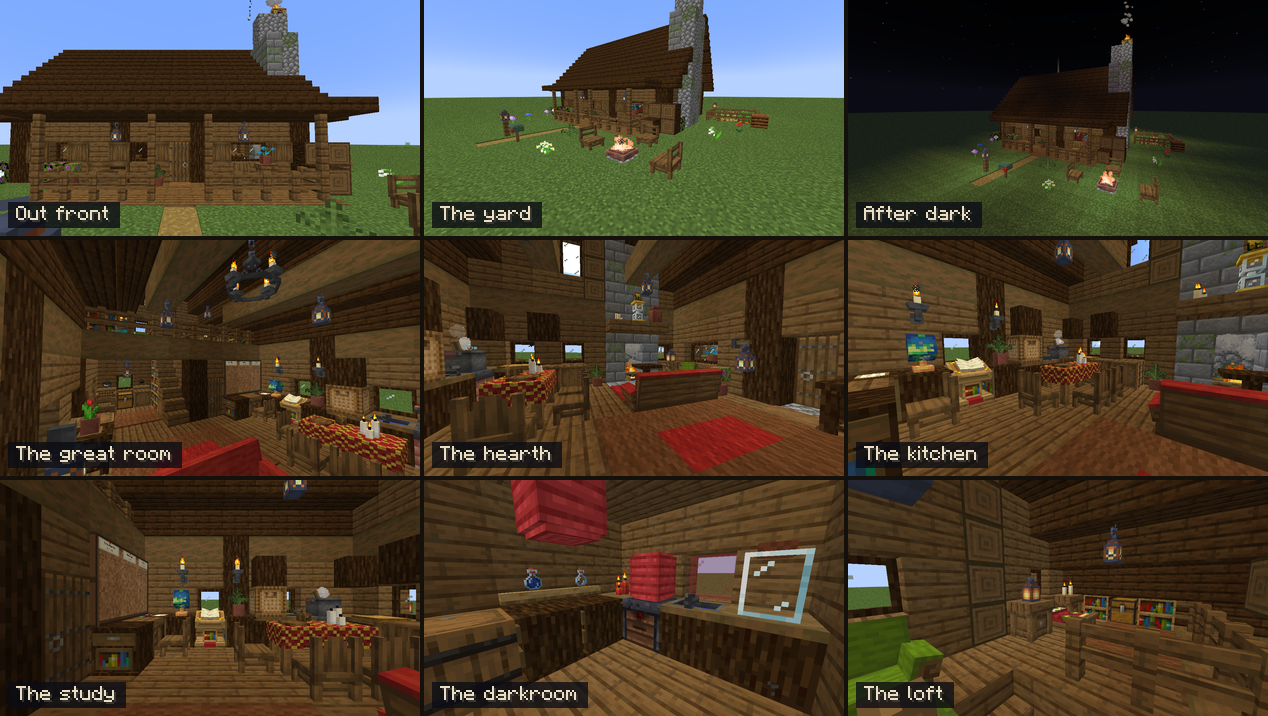 Out front
The yard
After dark
The great room
The hearth
The kitchen
The study
The darkroom
The loft